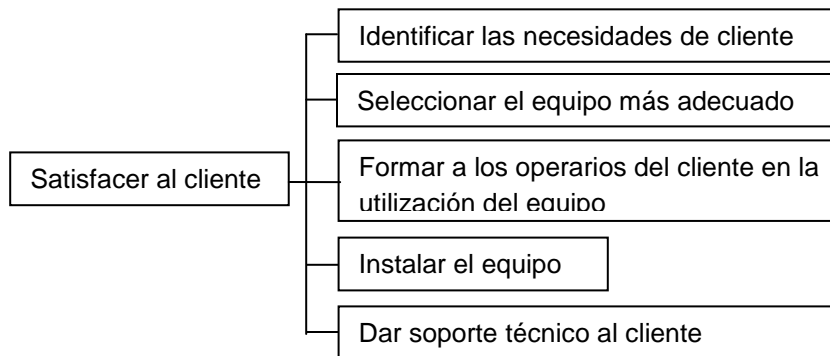 Identificar las necesidades de cliente
Seleccionar el equipo más adecuado
Satisfacer al cliente
Formar a los operarios del cliente en la
utilización del equipo
Instalar el equipo
Dar soporte técnico al cliente